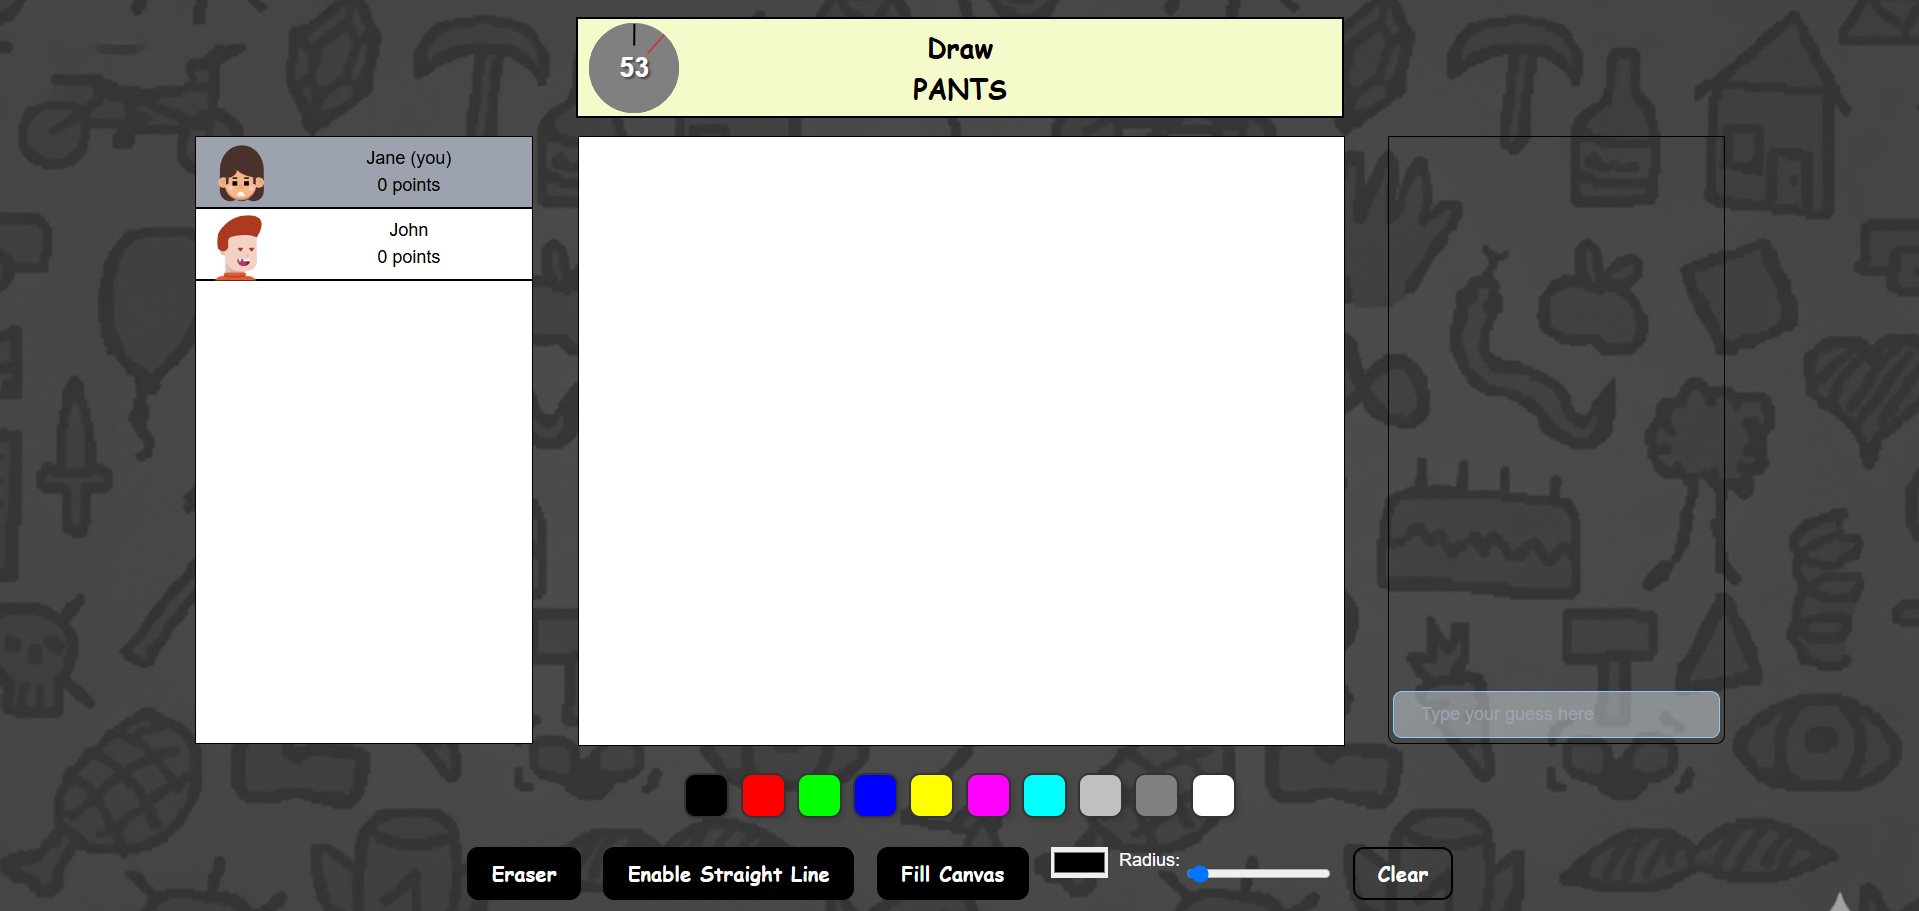 53
Draw
PANTS
Jane (you)
0 points
John
0 points
Type your guess here
Eraser
Enable Straight Line
Fill Canvas
Radius:
Clear